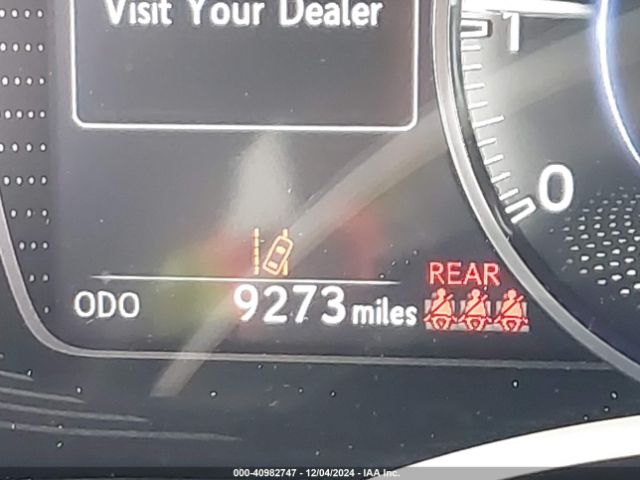 Visit Your Dealer
1
0
REAR
ODO 9273 miles
000-40982747 - 12/04/2024 - IAA Inc.